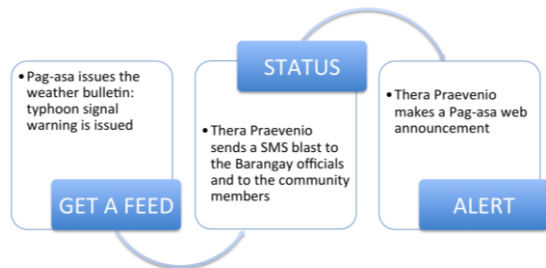 • Pag-asa issues the
weather bulletin:
typhoon signal
warning is issued
GET A FEED
STATUS
• Thera Praevenio
sends a SMS blast to
the Barangay officials
and to the community
members
• Thera Praevenio
makes a Pag-asa web
announcement
ALERT